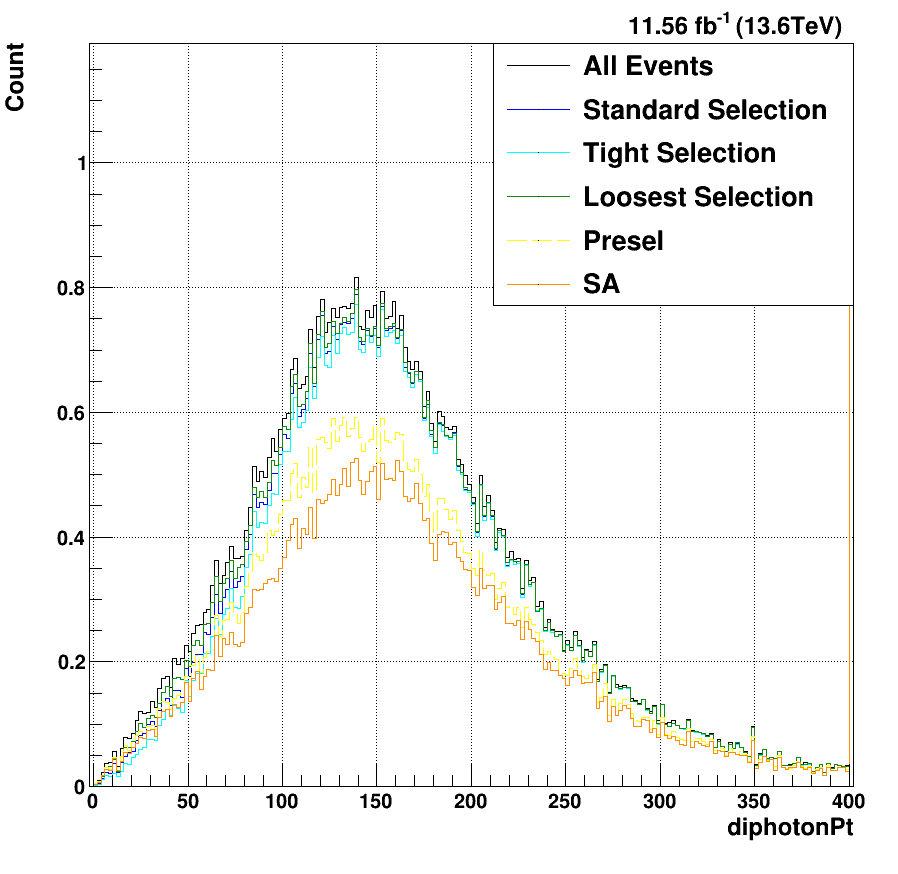 11.56 fb-1 (13.6TeV)
Count
All Events
Standard Selection
Tight Selection
Loosest Selection
Presel
SA
1
0.8
0.6
0.4
0.2
0
0 50 100 150 200 250 300 350 400
diphotonPt